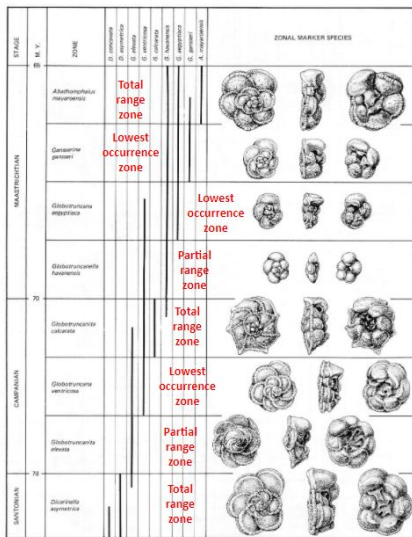 STAGE
M. Y.
ZONE
D. concavata
D. asymetrica
G. elevata
G. ventricosa
G. calcarata
G. havanensis
G. aegyptiaca
G. gansseri
A. mayaroensis
ZONAL MARKER SPECIES
MAASTRICHTIAN
Abathomphalus
mayaroensis
Total
range
zone
Gansserina
gansseri
Lowest
occurrence
zone
Globotruncana
aegyptiaca
Lowest
occurrence
zone
Globotruncanella
havanensis
Partial
range
zone
70
CAMPANIAN
Globotruncanita
calcarata
Total
range
zone
Globotruncana
ventricosa
Lowest
occurrence
zone
Globotruncanita
elevata
Partial
range
zone
SANTONIAN
Dicarinella
asymetrica
Total
range
zone